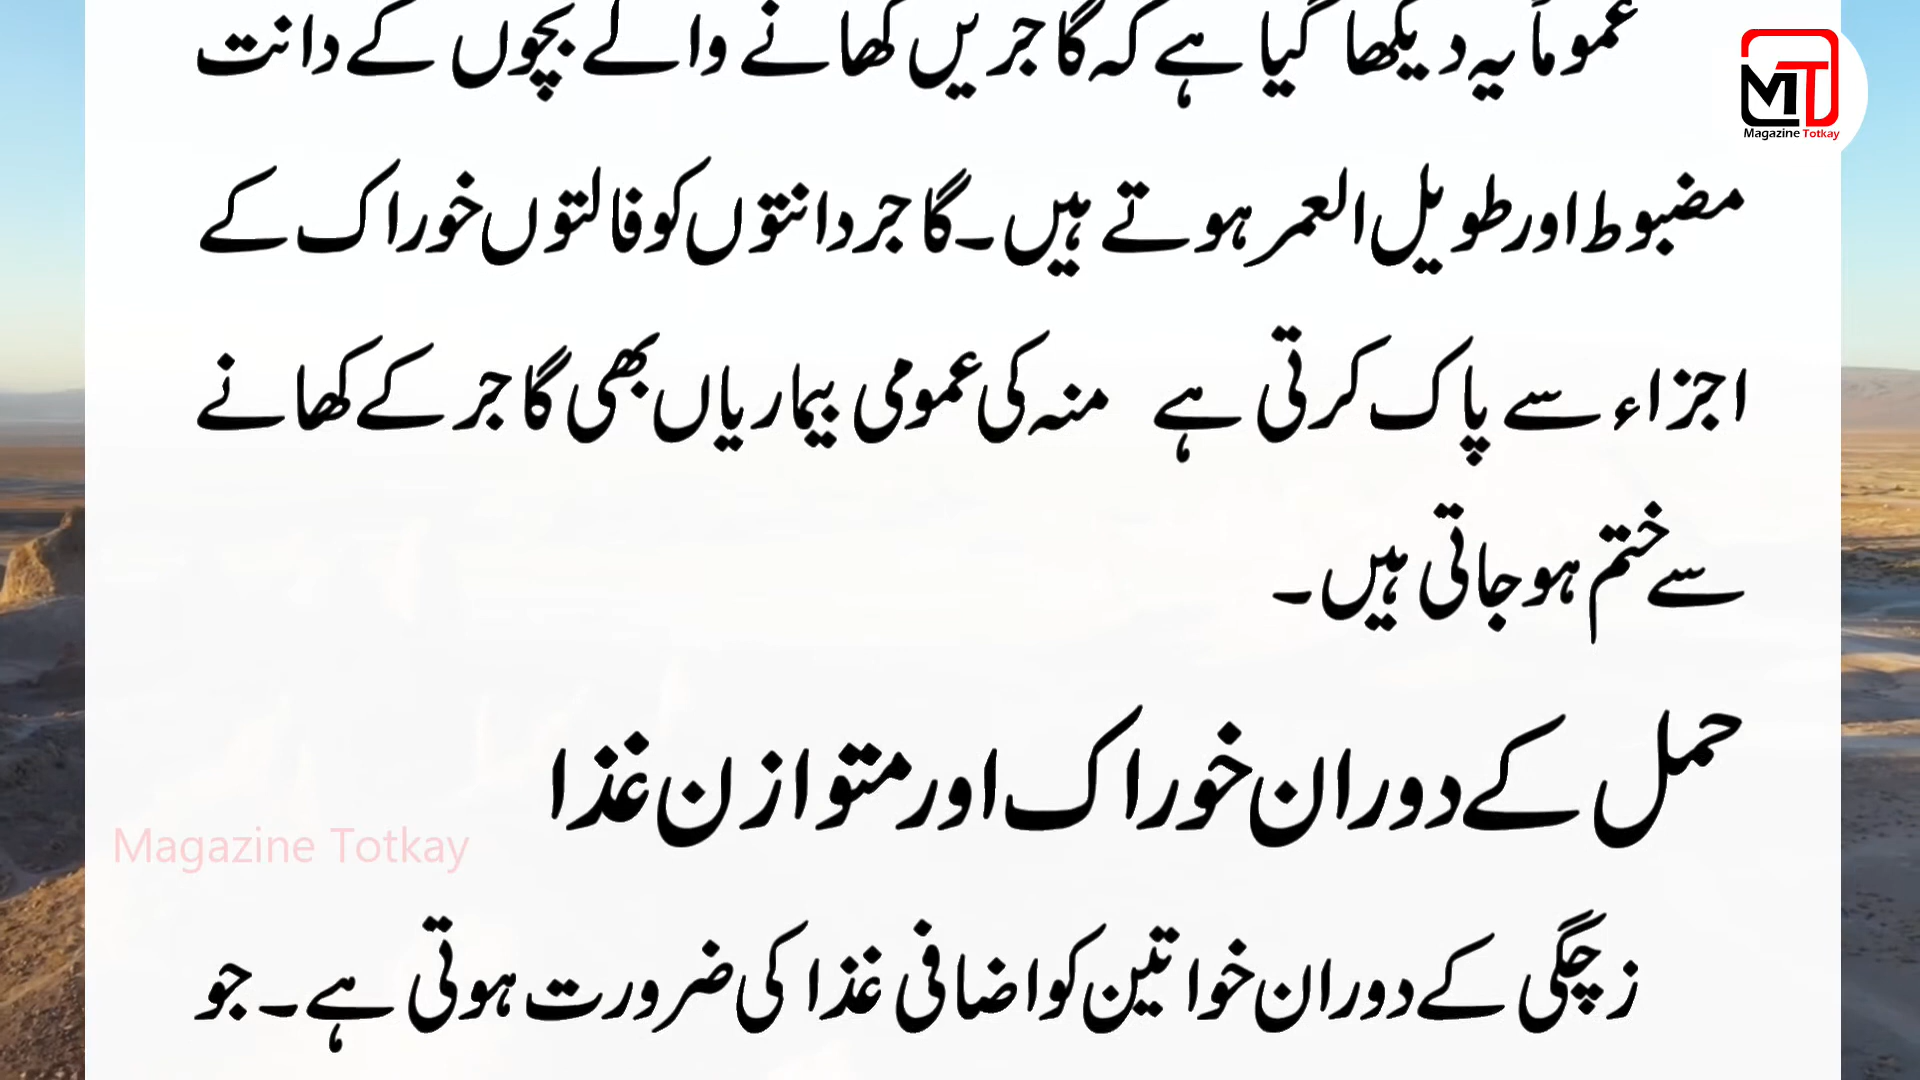 عموماً یہ دیکھا گیا ہے کہ گاجریں کھانے والے بچوں کے دانت
مضبوط اور طویل العمر ہوتے ہیں۔ گاجر دانتوں کو فالتوں خوراک کے
اجزاء سے پاک کرتی ہے منہ کی عمومی بیماریاں بھی گاجر کے کھانے
سے ختم ہو جاتی ہیں۔
حمل کے دوران خوراک اور متوازن غذا
زچگی کے دوران خواتین کو اضافی غذا کی ضرورت ہوتی ہے۔ جو
MT
Magazine Totkay
Magazine Totkay